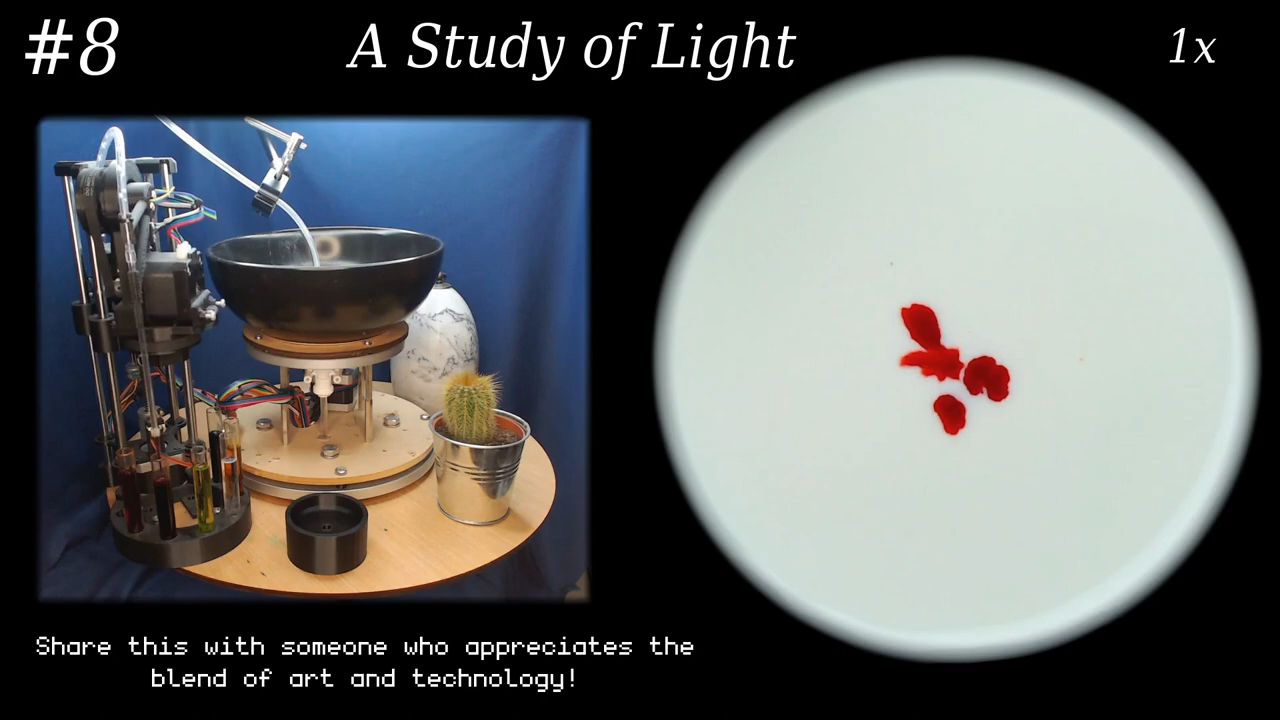 #8
A Study of Light
1x
Share this with someone who appreciates the
blend of art and technology!